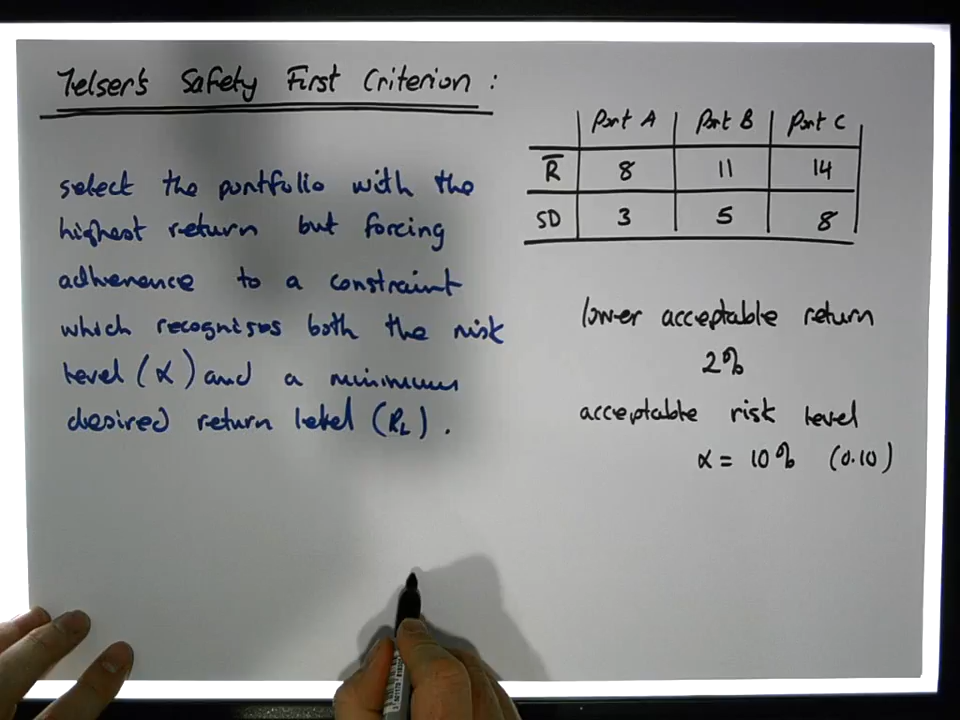 Telser's Safety First Criterion :
select the portfolio with the
highest return but forcing
adherence to a constraint
which recognises both the risk
level (α) and a minimum
desired return level (RL).
Port A Port B Port C
R̅ 8 11 14
SD 3 5 8
lower acceptable return
2%
acceptable risk level
α = 10% (0.10)